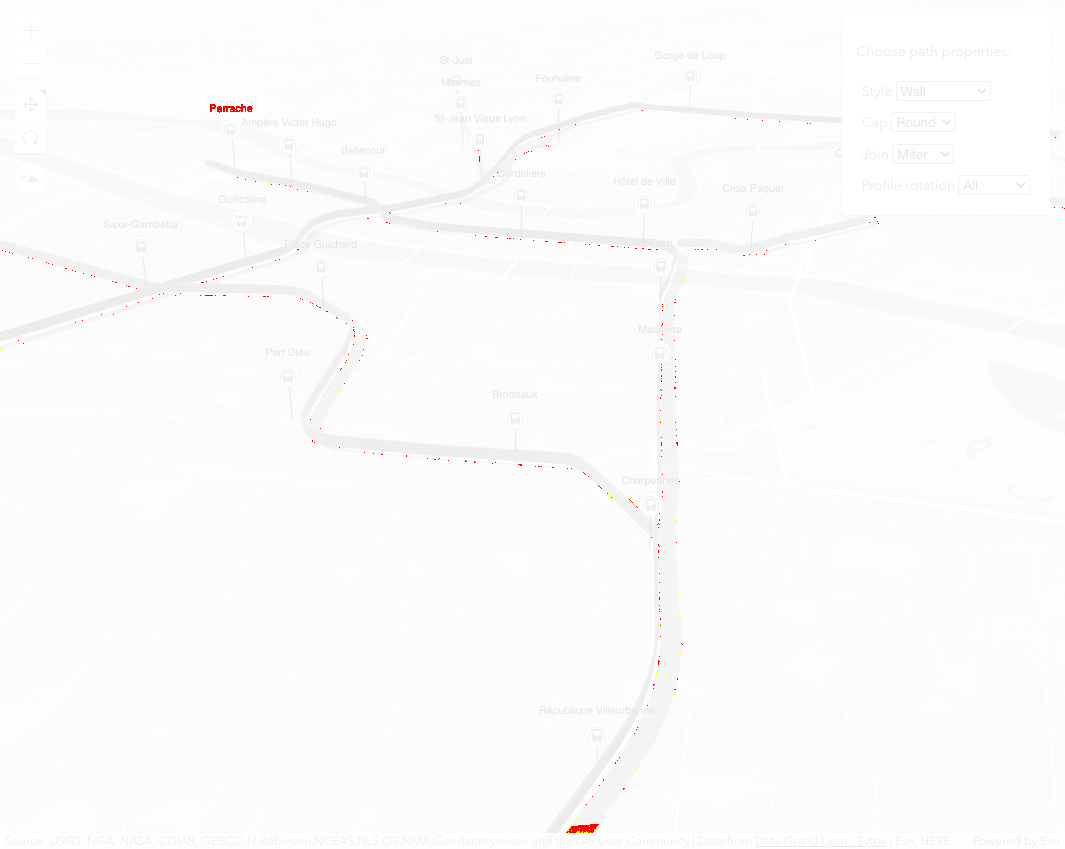 Choose path properties:
St-Just
Gorge de Loup
Fourvière
Minimes
Style Wall
Perrache
St-Jean Vieux Lyon
Ampère Victor Hugo
Cap Round
Bellecour
Join Miter
Cordeliers
Hôtel de Ville
Croix Paquet
Profile rotation All
Guillotière
Saxe-Gambetta
Place Guichard
Masséna
Part Dieu
Brotteaux
Charpennes
République Villeurbanne
Source: USGS, NGA, NASA, CGIAR, GEBCO,N Robinson,NCEAS,NLS,OS,NMA,Geodatastyrelsen and the GIS User Community | Data from Data Grand Lyon - Sytral | Esri, HERE... Powered by Esri